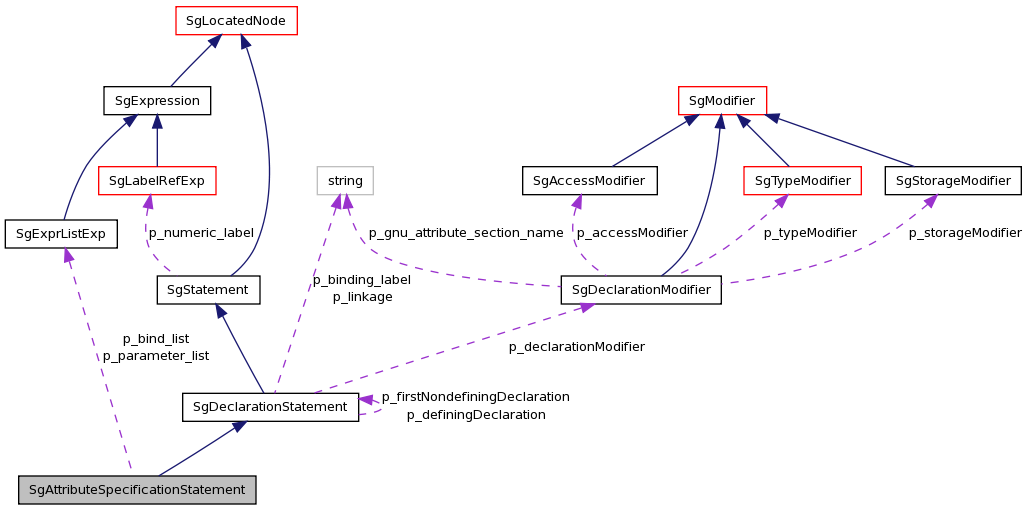 SgLocatedNode
SgExpression
SgModifier
SgLabelRefExp
string
SgAccessModifier
SgTypeModifier
SgStorageModifier
SgExprListExp
p_numeric_label
p_gnu_attribute_section_name
p_accessModifier
p_typeModifier
p_storageModifier
SgStatement
p_binding_label
p_linkage
SgDeclarationModifier
p_bind_list
p_parameter_list
p_declarationModifier
SgDeclarationStatement
p_firstNondefiningDeclaration
p_definingDeclaration
SgAttributeSpecificationStatement